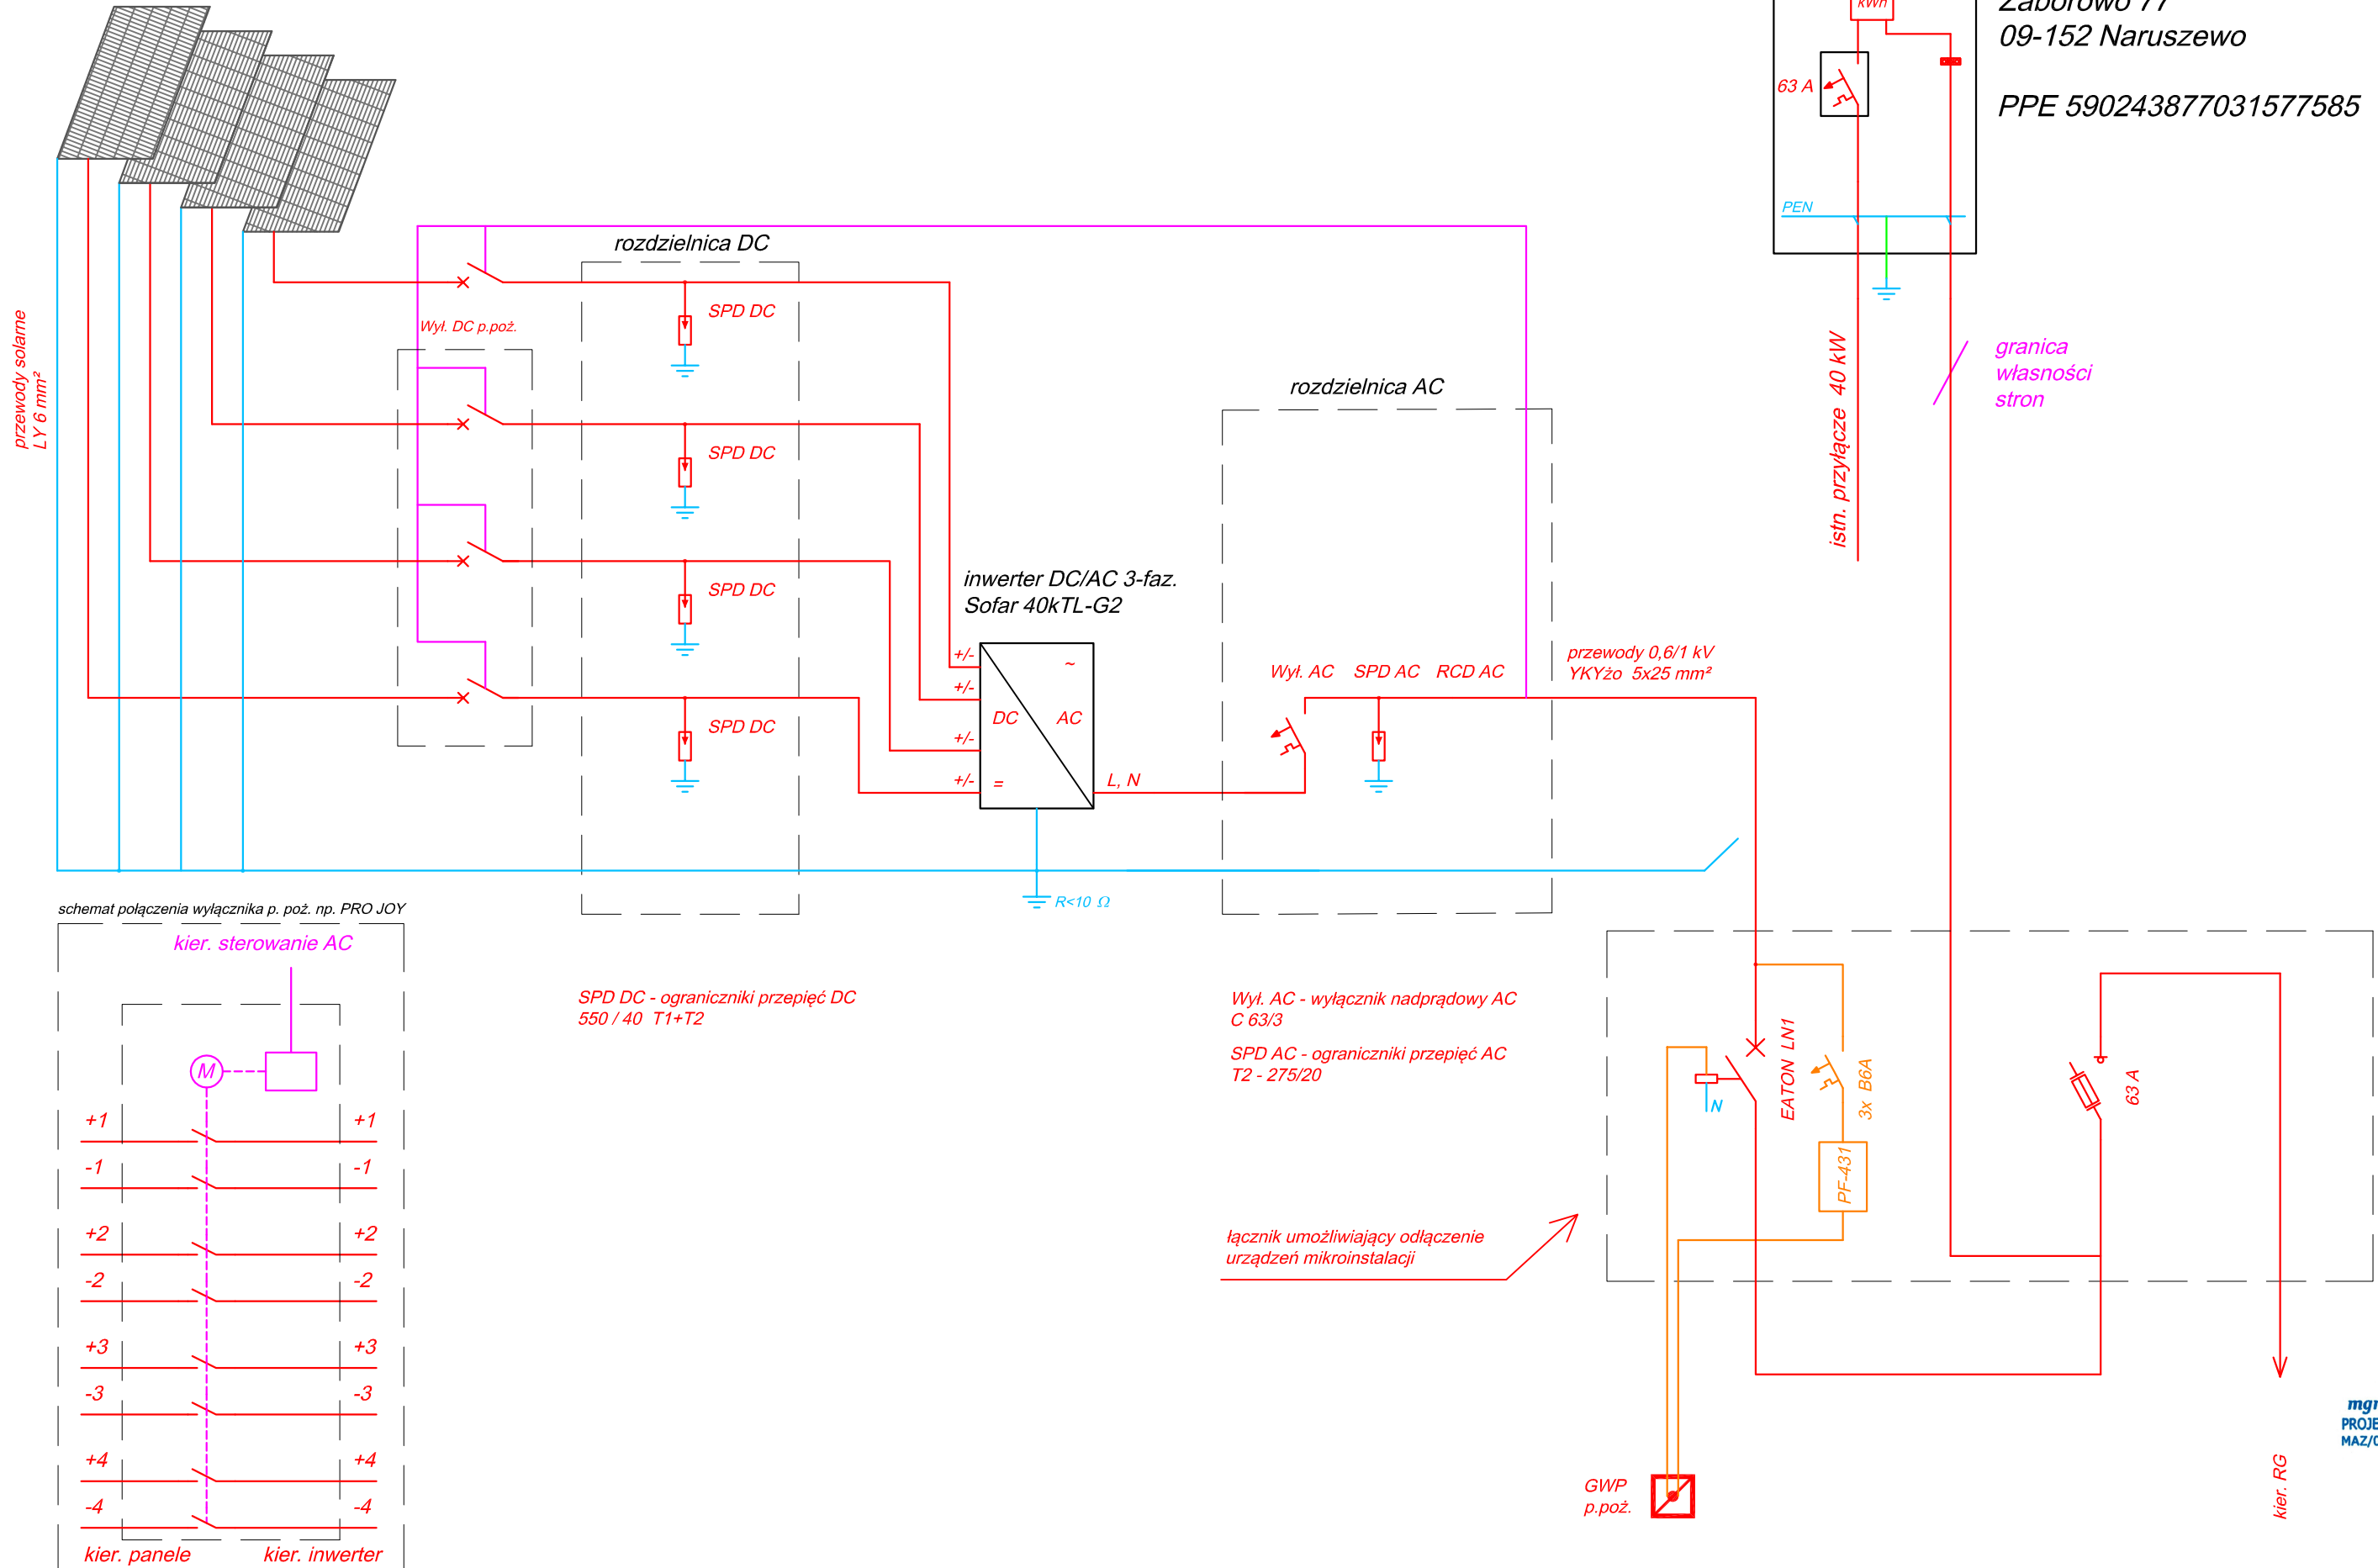 kWh
Zaborowo 77
09-152 Naruszewo
PPE 590243877031577585
63 A
PEN
istn. przyłącze 40 kW
granica
własności
stron
przewody solarne
LY 6 mm²
rozdzielnica DC
Wył. DC p.poż.
SPD DC
SPD DC
SPD DC
SPD DC
rozdzielnica AC
inwerter DC/AC 3-faz.
Sofar 40kTL-G2
+/-
+/-
+/-
+/-
~
DC
AC
=
L, N
Wył. AC
SPD AC
RCD AC
przewody 0,6/1 kV
YKYżo 5x25 mm²
R<10 Ω
schemat połączenia wyłącznika p. poż. np. PRO JOY
kier. sterowanie AC
M
+1
+1
-1
-1
+2
+2
-2
-2
+3
+3
-3
-3
+4
+4
-4
-4
kier. panele
kier. inwerter
SPD DC - ograniczniki przepięć DC
550 / 40 T1+T2
Wył. AC - wyłącznik nadprądowy AC
C 63/3
SPD AC - ograniczniki przepięć AC
T2 - 275/20
łącznik umożliwiający odłączenie
urządzeń mikroinstalacji
N
EATON LN1
3x B6A
PF-431
63 A
GWP
p.poż.
kier. RG
mgr
PROJE
MAZ/